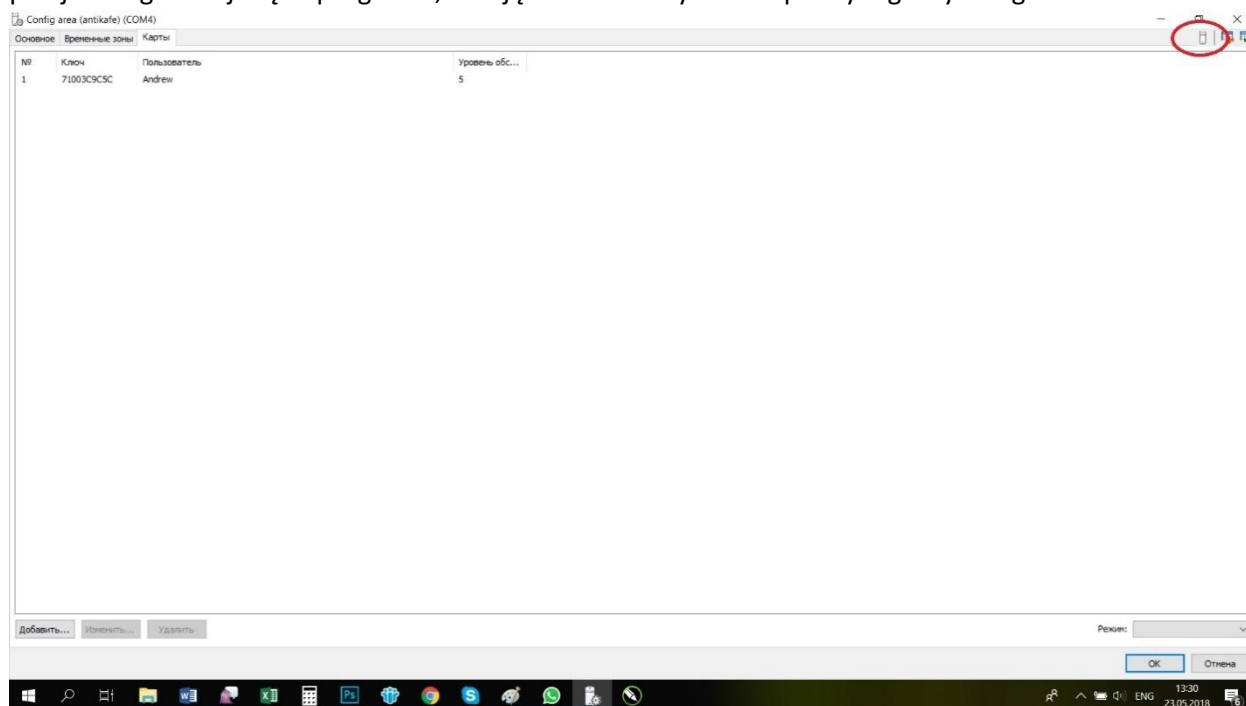 Config area (antikafe) (COM4)
Основное Временные зоны Карты
№ Ключ Пользователь Уровень обс...
1 71003C9C5C Andrew 5
Добавить... Изменить... Удалить Режим:
OK Отмена
ENG 13:30
23.05.2018 6